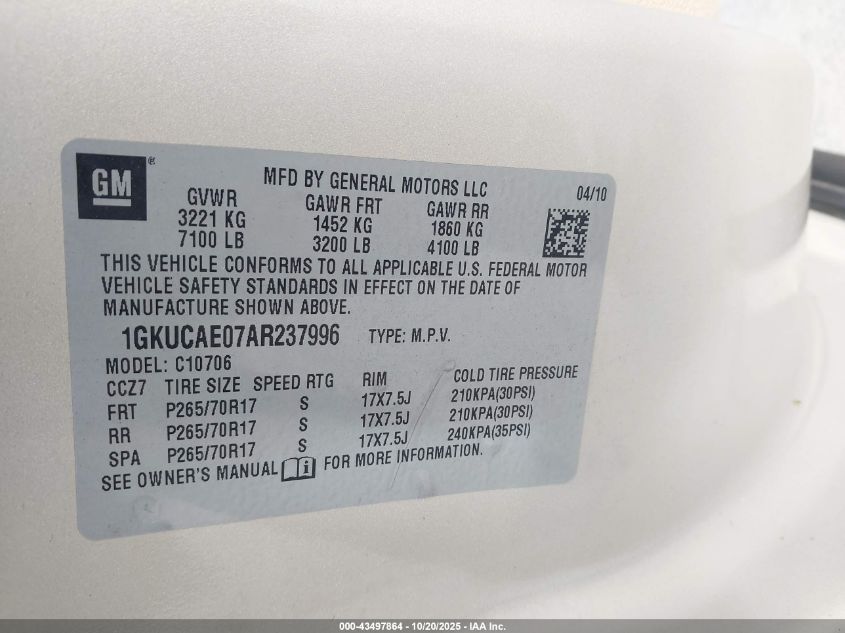 GM®
MFD BY GENERAL MOTORS LLC 04/10
GVWR GAWR FRT GAWR RR
3221 KG 1452 KG 1860 KG
7100 LB 3200 LB 4100 LB
THIS VEHICLE CONFORMS TO ALL APPLICABLE U.S. FEDERAL MOTOR
VEHICLE SAFETY STANDARDS IN EFFECT ON THE DATE OF
MANUFACTURE SHOWN ABOVE.
1GKUCAE07AR237996 TYPE: M.P.V.
MODEL: C10706
CCZ7 TIRE SIZE SPEED RTG RIM COLD TIRE PRESSURE
FRT P265/70R17 S 17X7.5J 210KPA(30PSI)
RR P265/70R17 S 17X7.5J 210KPA(30PSI)
SPA P265/70R17 S 17X7.5J 240KPA(35PSI)
SEE OWNER'S MANUAL i FOR MORE INFORMATION.
000-43497864 - 10/20/2025 - IAA Inc.